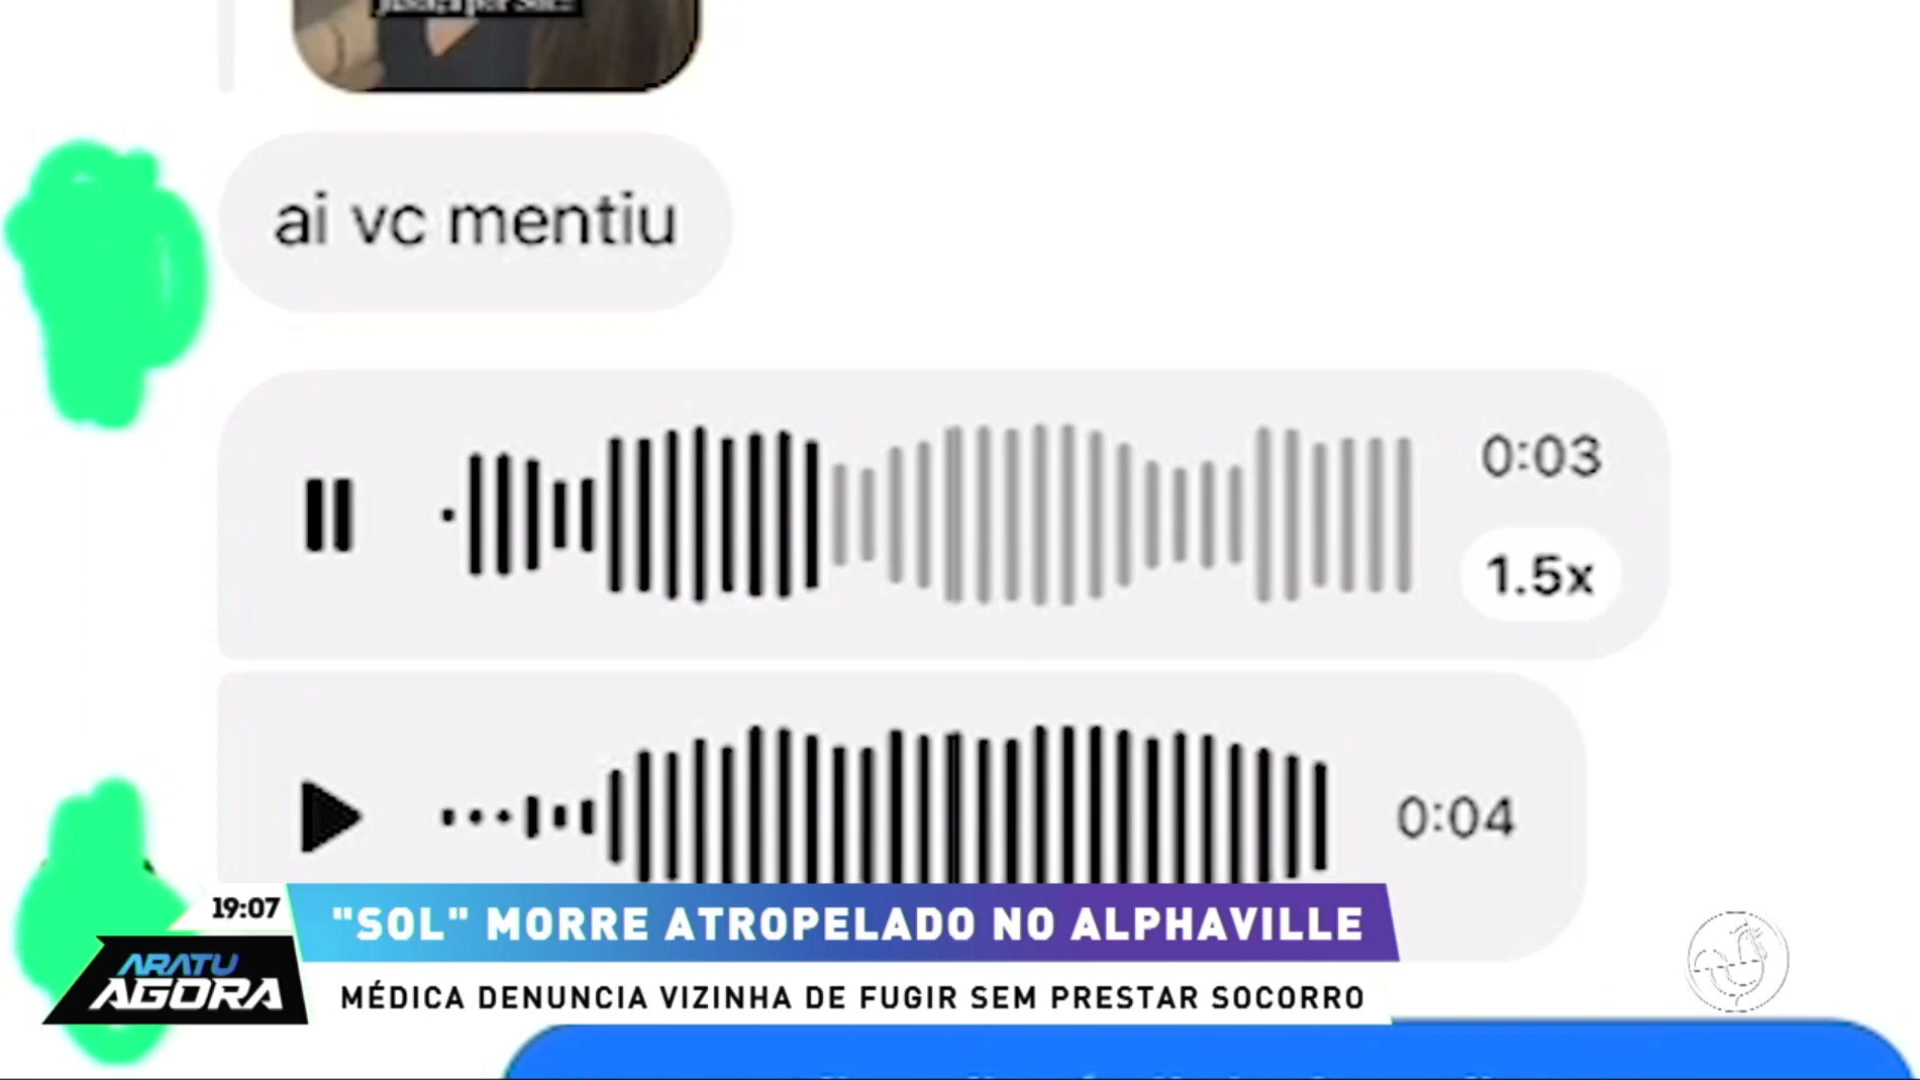 ai vc mentiu
0:03
1.5x
0:04
19:07
"SOL" MORRE ATROPELADO NO ALPHAVILLE
ARATU
AGORA
MÉDICA DENUNCIA VIZINHA DE FUGIR SEM PRESTAR SOCORRO